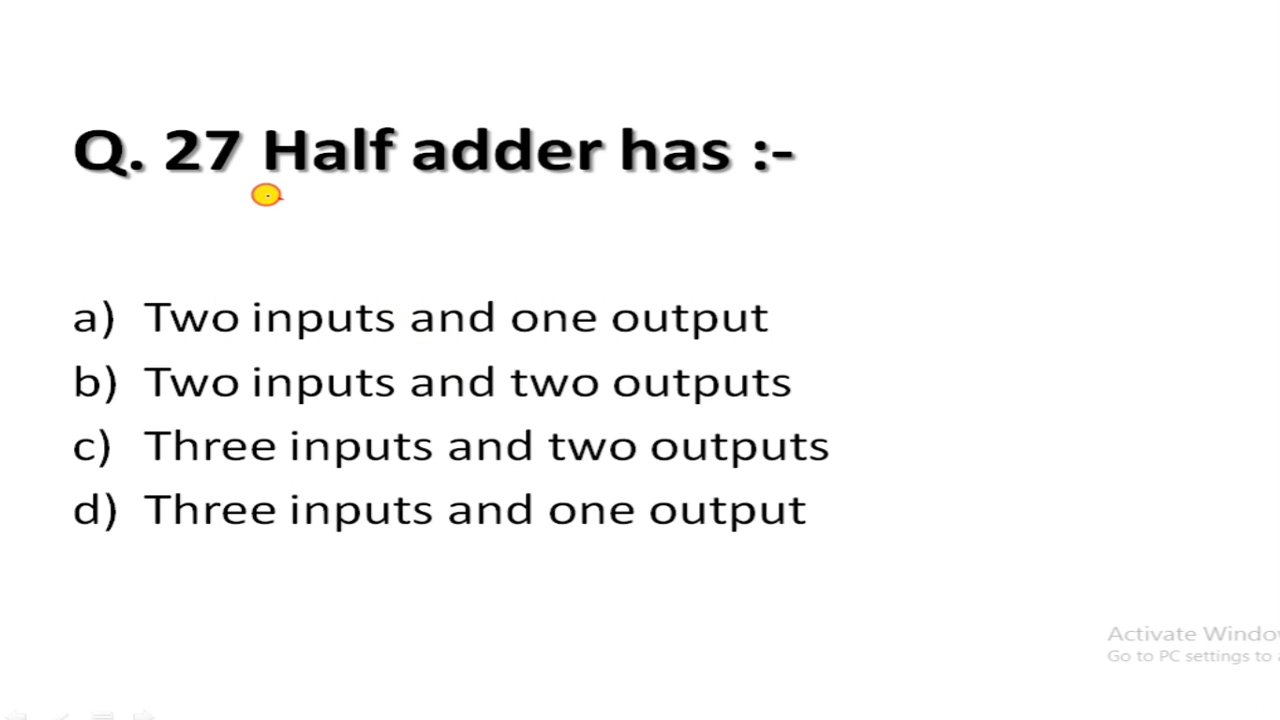 Q. 27 Half adder has :-
a) Two inputs and one output
b) Two inputs and two outputs
c) Three inputs and two outputs
d) Three inputs and one output
Activate Windo
Go to PC settings to